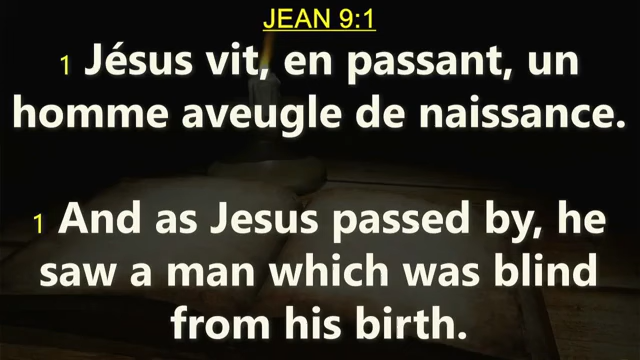 JEAN 9:1
1 Jésus vit, en passant, un
homme aveugle de naissance.
1 And as Jesus passed by, he
saw a man which was blind
from his birth.